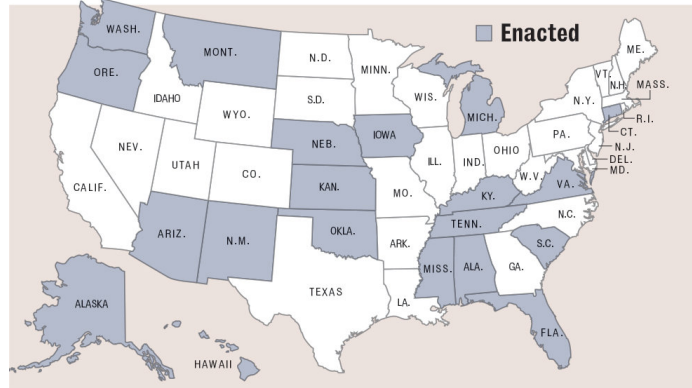 Enacted
WASH.
MONT.
N.D.
MINN.
ME.
VT.
N.H.
MASS.
ORE.
IDAHO
S.D.
WIS.
MICH.
N.Y.
R.I.
CT.
WYO.
NEB.
IOWA
PA.
N.J.
DEL.
MD.
NEV.
UTAH
CO.
KAN.
ILL.
IND.
OHIO
W.V.
VA.
CALIF.
MO.
KY.
ARIZ.
N.M.
OKLA.
ARK.
TENN.
N.C.
S.C.
MISS.
ALA.
GA.
TEXAS
LA.
ALASKA
FLA.
HAWAII